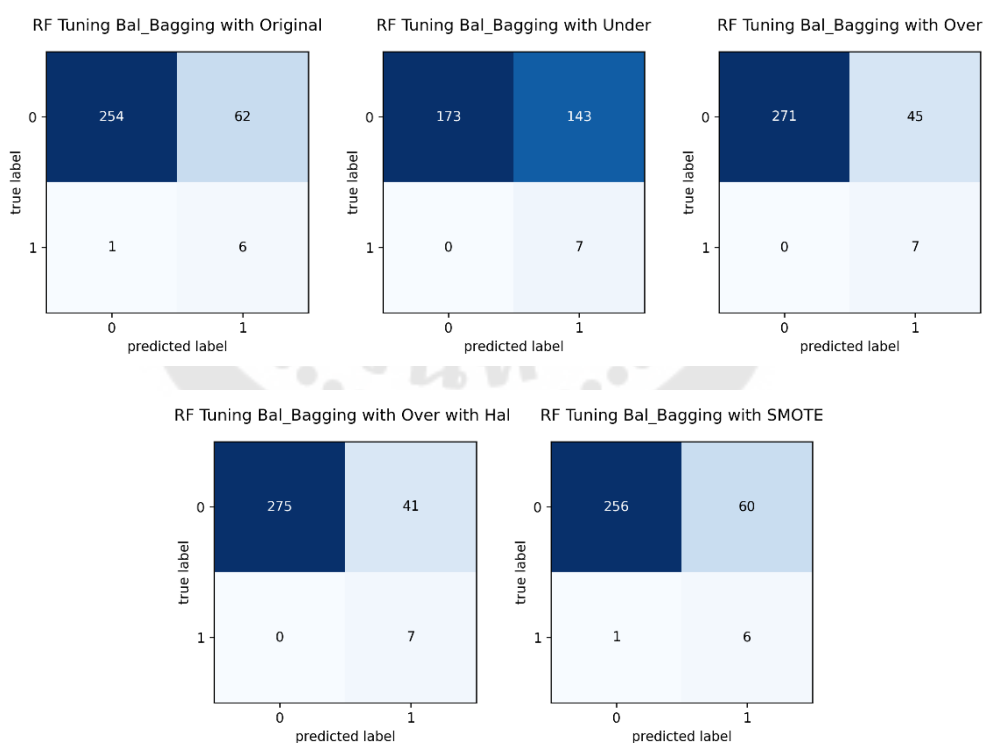 RF Tuning Bal_Bagging with Original
0
254
62
true label
1
1
6
0
1
predicted label
RF Tuning Bal_Bagging with Under
0
173
143
true label
1
0
7
0
1
predicted label
RF Tuning Bal_Bagging with Over
0
271
45
true label
1
0
7
0
1
predicted label
RF Tuning Bal_Bagging with Over with Hal
0
275
41
true label
1
0
7
0
1
predicted label
RF Tuning Bal_Bagging with SMOTE
0
256
60
true label
1
1
6
0
1
predicted label